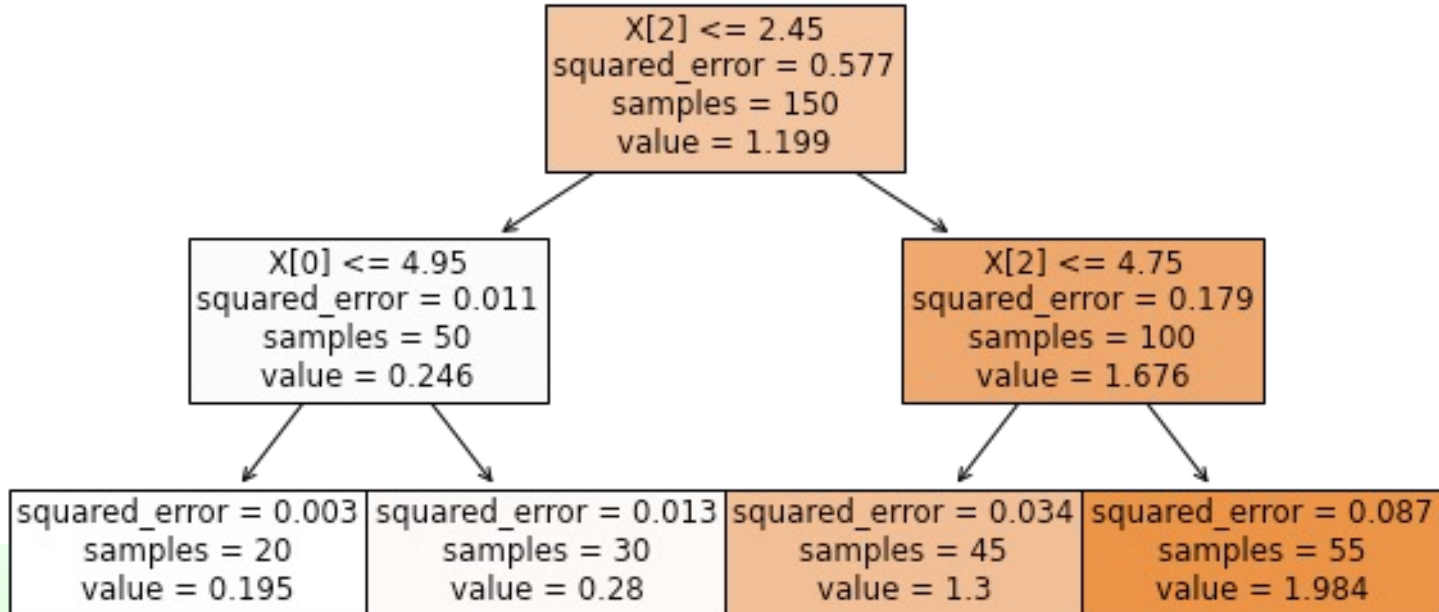 X[2] <= 2.45
squared_error = 0.577
samples = 150
value = 1.199
X[0] <= 4.95
squared_error = 0.011
samples = 50
value = 0.246
X[2] <= 4.75
squared_error = 0.179
samples = 100
value = 1.676
squared_error = 0.003
samples = 20
value = 0.195
squared_error = 0.013
samples = 30
value = 0.28
squared_error = 0.034
samples = 45
value = 1.3
squared_error = 0.087
samples = 55
value = 1.984